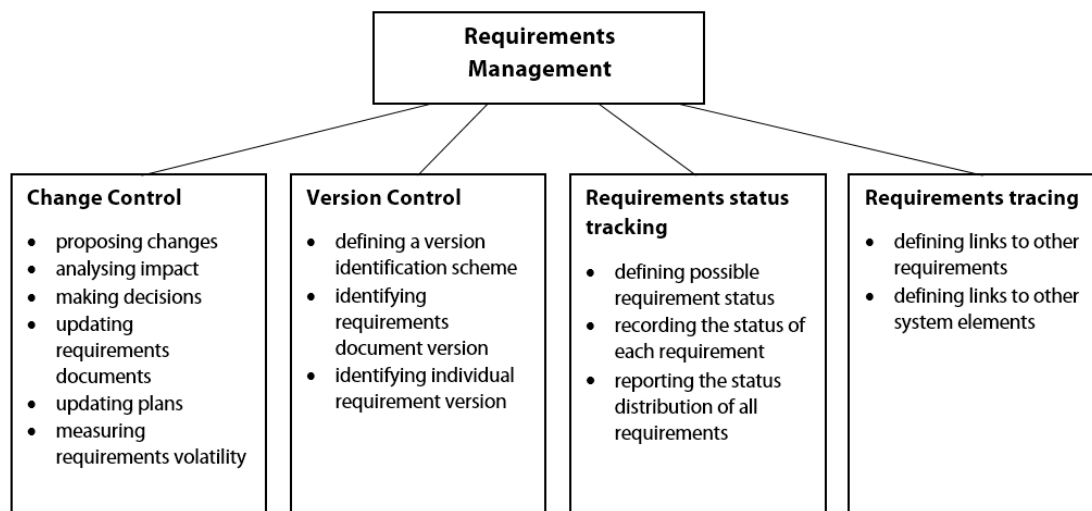 Requirements
Management
Change Control
• proposing changes
• analysing impact
• making decisions
• updating
requirements
documents
• updating plans
• measuring
requirements volatility
Version Control
• defining a version
identification scheme
• identifying
requirements
document version
• identifying individual
requirement version
Requirements status
tracking
• defining possible
requirement status
• recording the status of
each requirement
• reporting the status
distribution of all
requirements
Requirements tracing
• defining links to other
requirements
• defining links to other
system elements